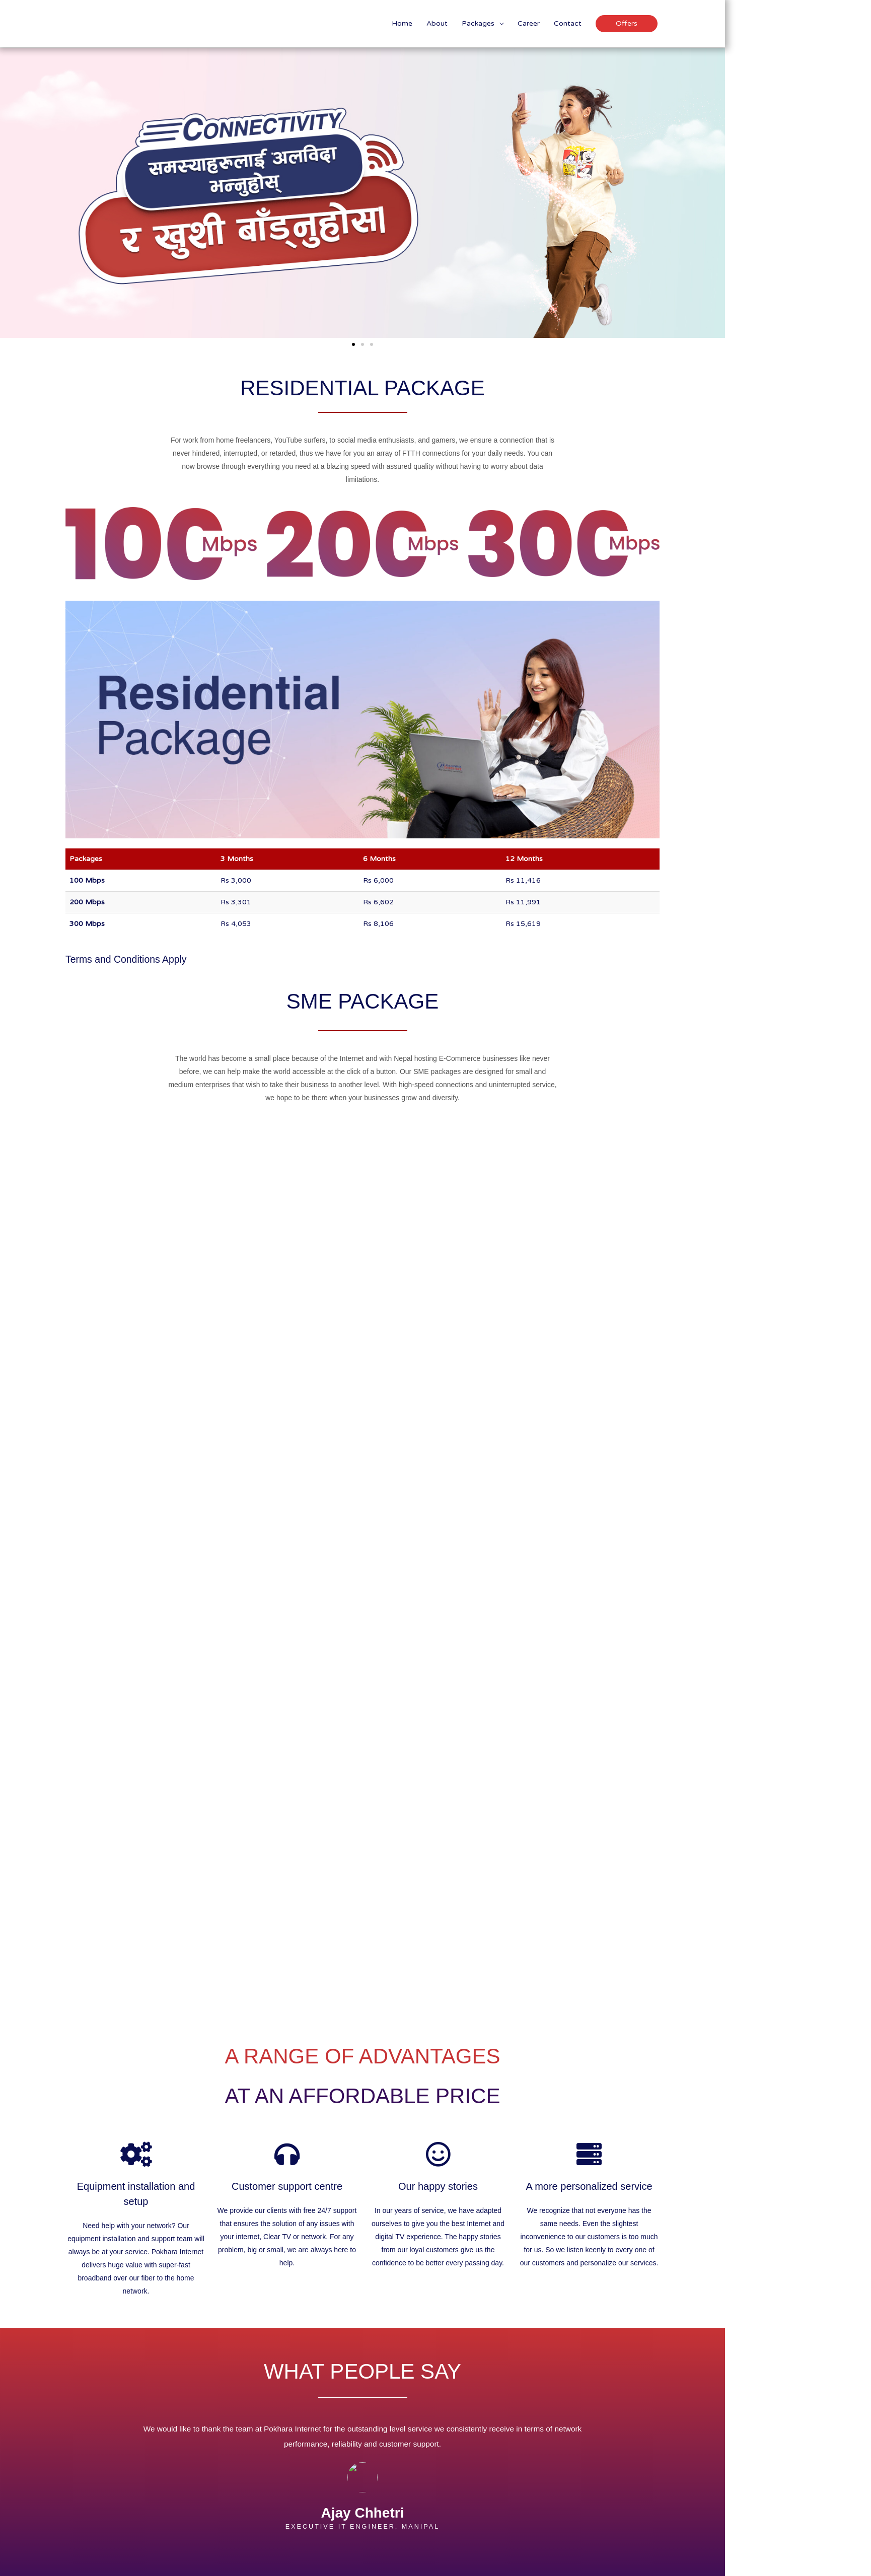 Home About Packages Career Contact Offers
CONNECTIVITY
समस्याहरूलाई अलविदा
भन्नुहोस्
र खुशी बाँड्नुहोस।
RESIDENTIAL PACKAGE
For work from home freelancers, YouTube surfers, to social media enthusiasts, and gamers, we ensure a connection that is
never hindered, interrupted, or retarded, thus we have for you an array of FTTH connections for your daily needs. You can
now browse through everything you need at a blazing speed with assured quality without having to worry about data
limitations.
100 Mbps 200 Mbps 300 Mbps
Residential
Package
Packages 3 Months 6 Months 12 Months
100 Mbps Rs 3,000 Rs 6,000 Rs 11,416
200 Mbps Rs 3,301 Rs 6,602 Rs 11,991
300 Mbps Rs 4,053 Rs 8,106 Rs 15,619
Terms and Conditions Apply
SME PACKAGE
The world has become a small place because of the Internet and with Nepal hosting E-Commerce businesses like never
before, we can help make the world accessible at the click of a button. Our SME packages are designed for small and
medium enterprises that wish to take their business to another level. With high-speed connections and uninterrupted service,
we hope to be there when your businesses grow and diversify.
A RANGE OF ADVANTAGES
AT AN AFFORDABLE PRICE
Equipment installation and
setup
Need help with your network? Our
equipment installation and support team will
always be at your service. Pokhara Internet
delivers huge value with super-fast
broadband over our fiber to the home
network.
Customer support centre
We provide our clients with free 24/7 support
that ensures the solution of any issues with
your internet, Clear TV or network. For any
problem, big or small, we are always here to
help.
Our happy stories
In our years of service, we have adapted
ourselves to give you the best Internet and
digital TV experience. The happy stories
from our loyal customers give us the
confidence to be better every passing day.
A more personalized service
We recognize that not everyone has the
same needs. Even the slightest
inconvenience to our customers is too much
for us. So we listen keenly to every one of
our customers and personalize our services.
WHAT PEOPLE SAY
We would like to thank the team at Pokhara Internet for the outstanding level service we consistently receive in terms of network
performance, reliability and customer support.
Ajay Chhetri
EXECUTIVE IT ENGINEER, MANIPAL